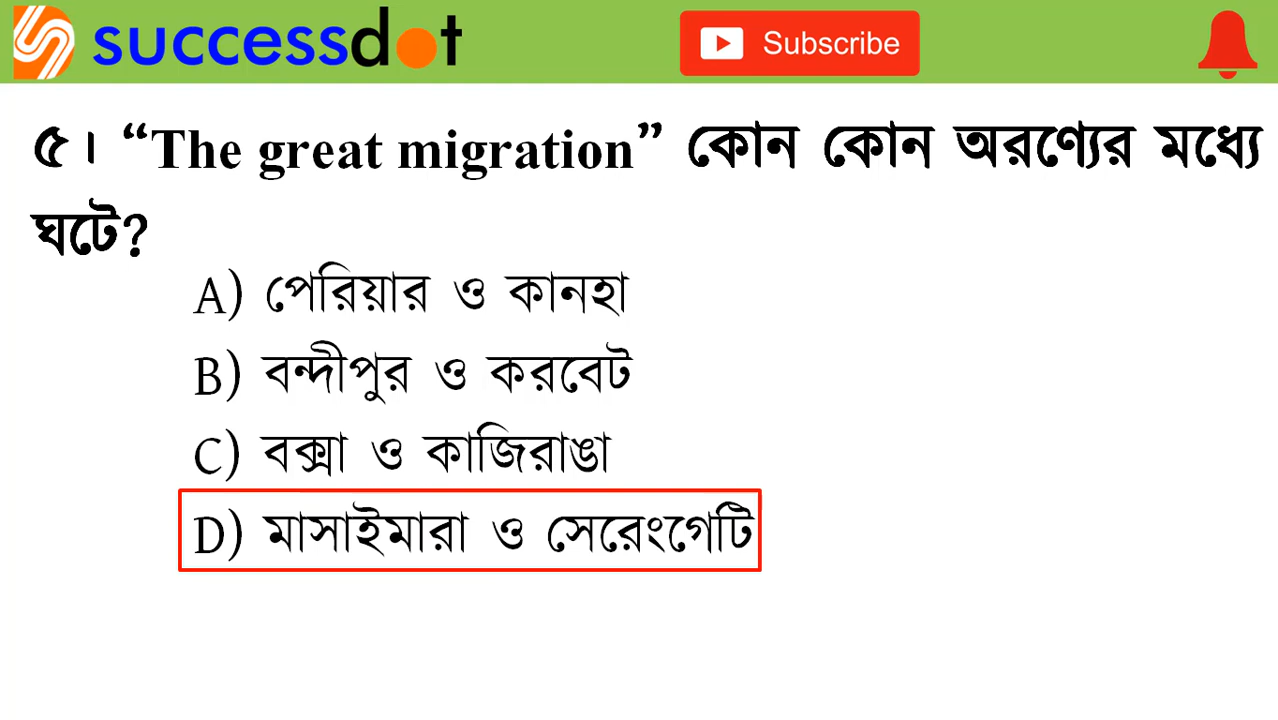 successdot
Subscribe
৫। “The great migration” কোন কোন অরণ্যের মধ্যে
ঘটে?
A) পেরিয়ার ও কানহা
B) বন্দীপুর ও করবেট
C) বক্সা ও কাজিরাঙা
D) মাসাইমারা ও সেরেংগেটি